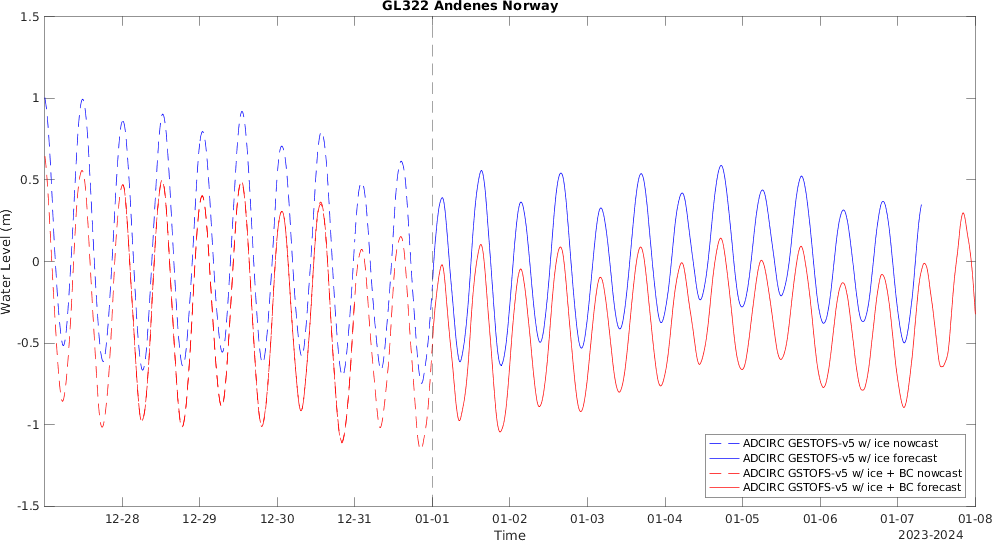 GL322 Andenes Norway
1.5
1
0.5
0
-0.5
-1
-1.5
Water Level (m)
ADCIRC GESTOFS-v5 w/ ice nowcast
ADCIRC GESTOFS-v5 w/ ice forecast
ADCIRC GSTOFS-v5 w/ ice + BC nowcast
ADCIRC GSTOFS-v5 w/ ice + BC forecast
12-28 12-29 12-30 12-31 01-01 01-02 01-03 01-04 01-05 01-06 01-07 01-08
Time
2023-2024